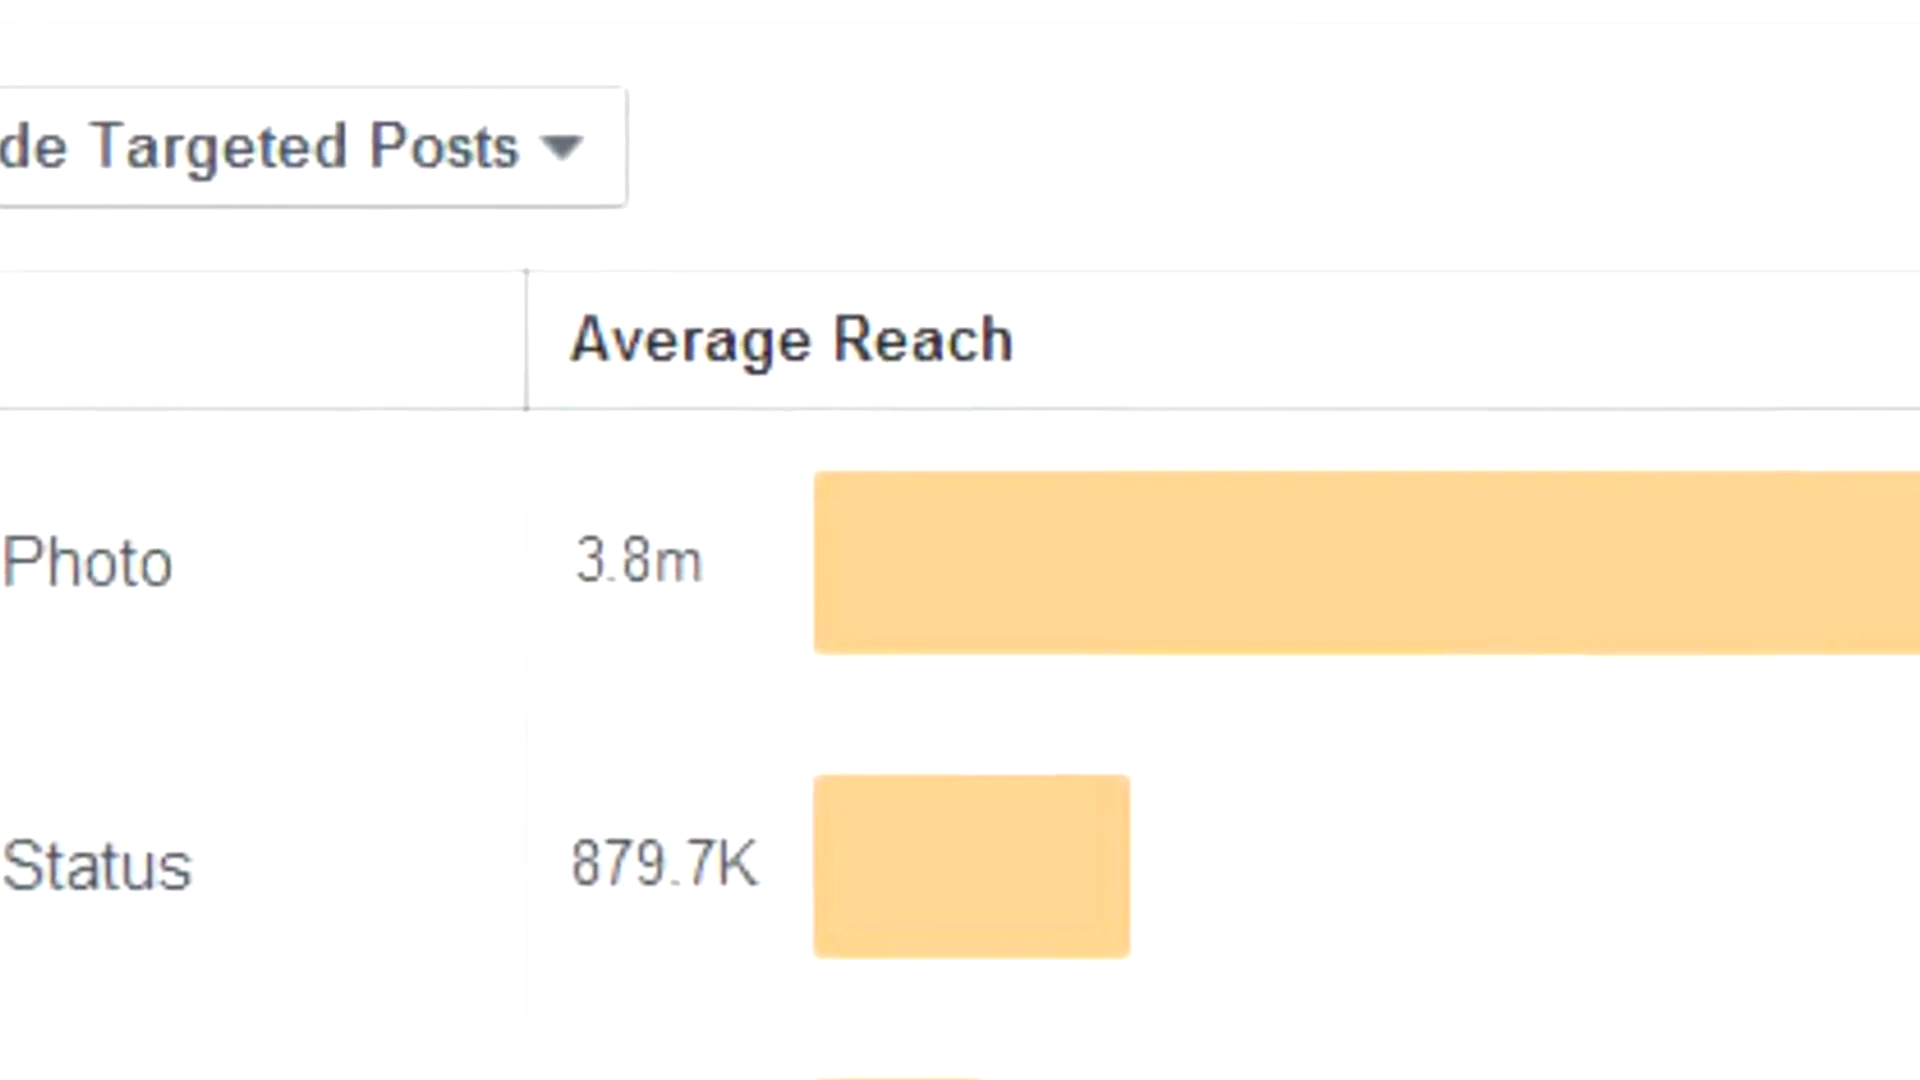 de Targeted Posts
Average Reach
Photo 3.8m
Status 879.7K